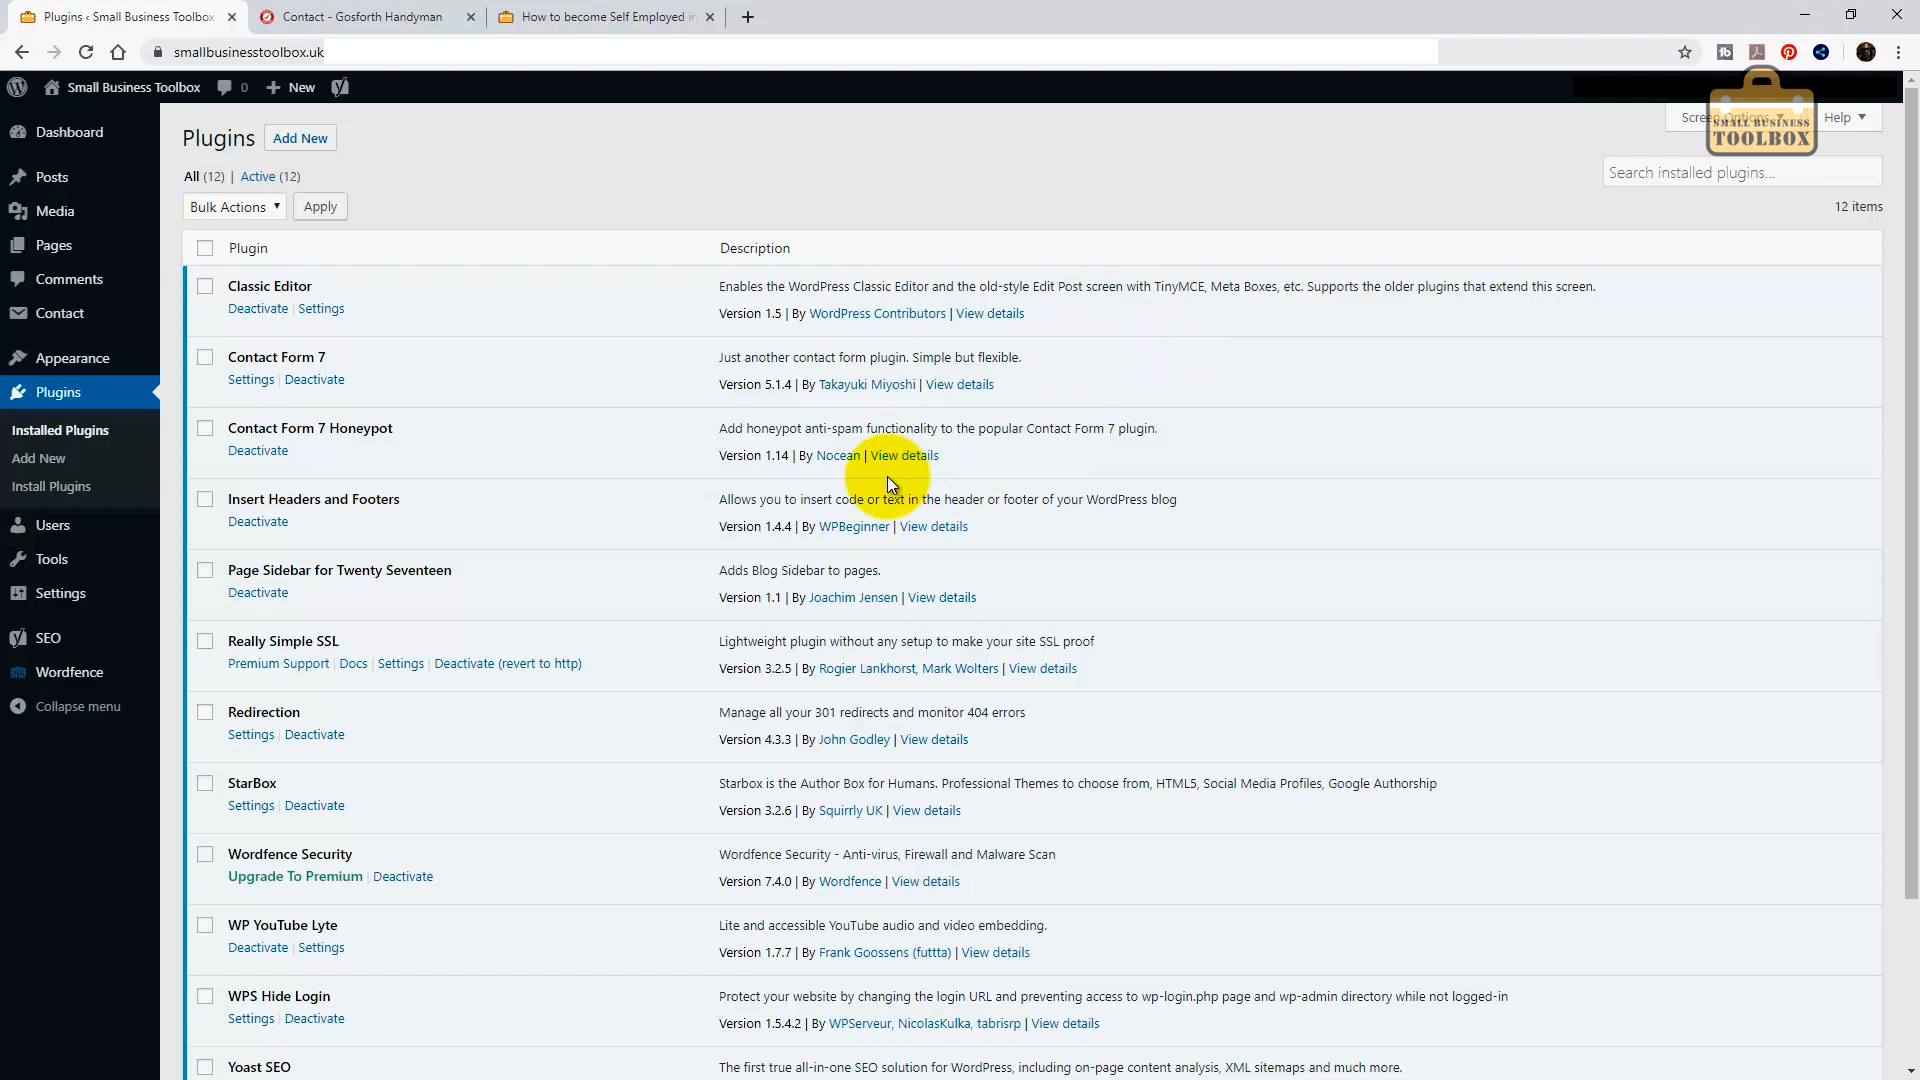 Plugins ‹ Small Business Toolbox
Contact - Gosforth Handyman
How to become Self Employed in
smallbusinesstoolbox.uk
Small Business Toolbox
0
New
Dashboard
Posts
Media
Pages
Comments
Contact
Appearance
Plugins
Installed Plugins
Add New
Install Plugins
Users
Tools
Settings
SEO
Wordfence
Collapse menu
Plugins
Add New
Screen Options
Help
SMALL BUSINESS
TOOLBOX
All (12) | Active (12)
Search installed plugins...
Bulk Actions
Apply
12 items
Plugin
Description
Classic Editor
Deactivate | Settings
Enables the WordPress Classic Editor and the old-style Edit Post screen with TinyMCE, Meta Boxes, etc. Supports the older plugins that extend this screen.
Version 1.5 | By WordPress Contributors | View details
Contact Form 7
Settings | Deactivate
Just another contact form plugin. Simple but flexible.
Version 5.1.4 | By Takayuki Miyoshi | View details
Contact Form 7 Honeypot
Deactivate
Add honeypot anti-spam functionality to the popular Contact Form 7 plugin.
Version 1.14 | By Nocean | View details
Insert Headers and Footers
Deactivate
Allows you to insert code or text in the header or footer of your WordPress blog
Version 1.4.4 | By WPBeginner | View details
Page Sidebar for Twenty Seventeen
Deactivate
Adds Blog Sidebar to pages.
Version 1.1 | By Joachim Jensen | View details
Really Simple SSL
Premium Support | Docs | Settings | Deactivate (revert to http)
Lightweight plugin without any setup to make your site SSL proof
Version 3.2.5 | By Rogier Lankhorst, Mark Wolters | View details
Redirection
Settings | Deactivate
Manage all your 301 redirects and monitor 404 errors
Version 4.3.3 | By John Godley | View details
StarBox
Settings | Deactivate
Starbox is the Author Box for Humans. Professional Themes to choose from, HTML5, Social Media Profiles, Google Authorship
Version 3.2.6 | By Squirrly UK | View details
Wordfence Security
Upgrade To Premium | Deactivate
Wordfence Security - Anti-virus, Firewall and Malware Scan
Version 7.4.0 | By Wordfence | View details
WP YouTube Lyte
Deactivate | Settings
Lite and accessible YouTube audio and video embedding.
Version 1.7.7 | By Frank Goossens (futtta) | View details
WPS Hide Login
Settings | Deactivate
Protect your website by changing the login URL and preventing access to wp-login.php page and wp-admin directory while not logged-in
Version 1.5.4.2 | By WPServeur, NicolasKulka, tabrisrp | View details
Yoast SEO
The first true all-in-one SEO solution for WordPress, including on-page content analysis, XML sitemaps and much more.